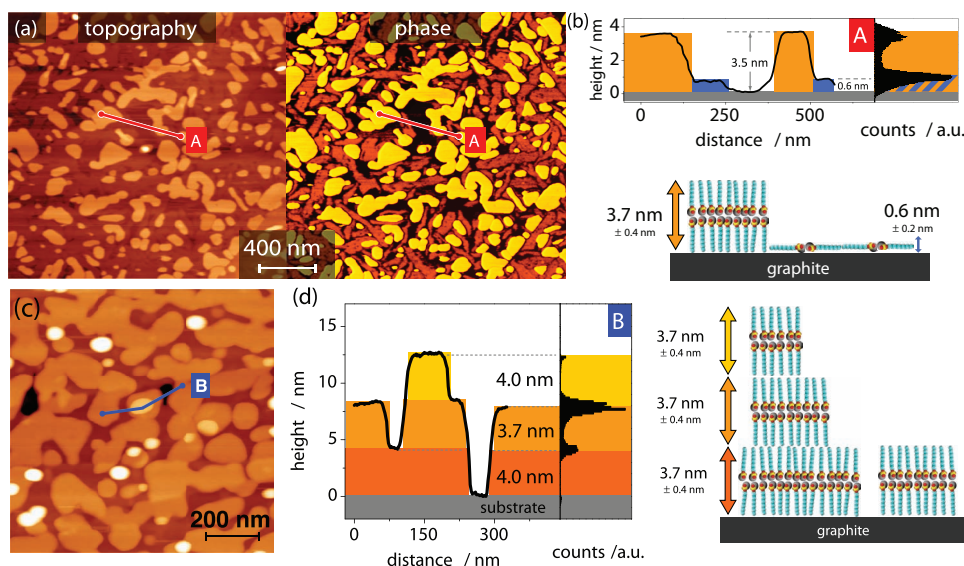 (a)
topography
phase
A
A
400 nm
(b)
height / nm
4
3
2
1
0
3.5 nm
0.6 nm
A
0
250
500
distance / nm
counts / a.u.
3.7 nm
± 0.4 nm
0.6 nm
± 0.2 nm
graphite
(c)
B
200 nm
(d)
height / nm
15
10
5
0
B
4.0 nm
3.7 nm
4.0 nm
substrate
0
150
300
distance / nm
counts /a.u.
3.7 nm
± 0.4 nm
3.7 nm
± 0.4 nm
3.7 nm
± 0.4 nm
graphite